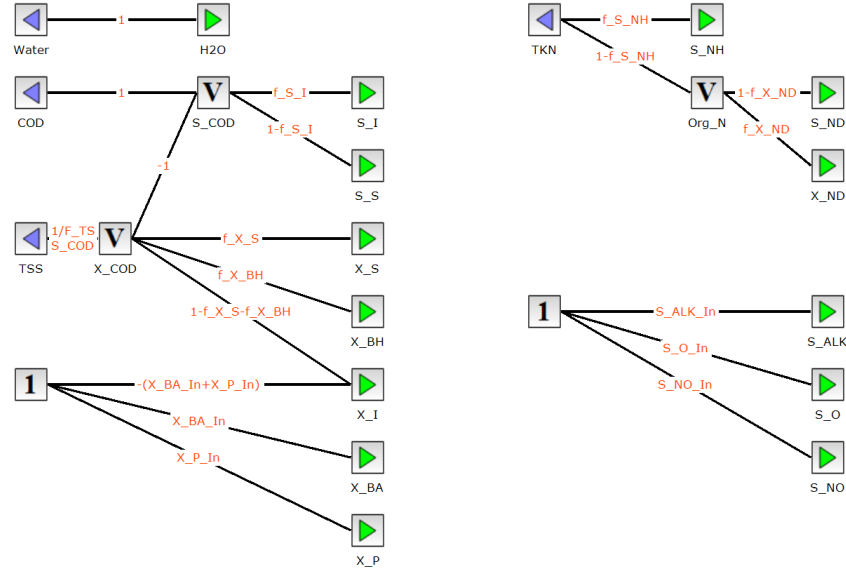 1
Water
H2O
1
COD
V
S_COD
f_S_I
S_I
1-f_S_I
S_S
-1
1/F_TS
S_COD
TSS
V
X_COD
f_X_S
X_S
f_X_BH
X_BH
1-f_X_S-f_X_BH
1
-(X_BA_In+X_P_In)
X_I
X_BA_In
X_BA
X_P_In
X_P
f_S_NH
TKN
S_NH
1-f_S_NH
V
Org_N
1-f_X_ND
S_ND
f_X_ND
X_ND
1
S_ALK_In
S_ALK
S_O_In
S_O
S_NO_In
S_NO